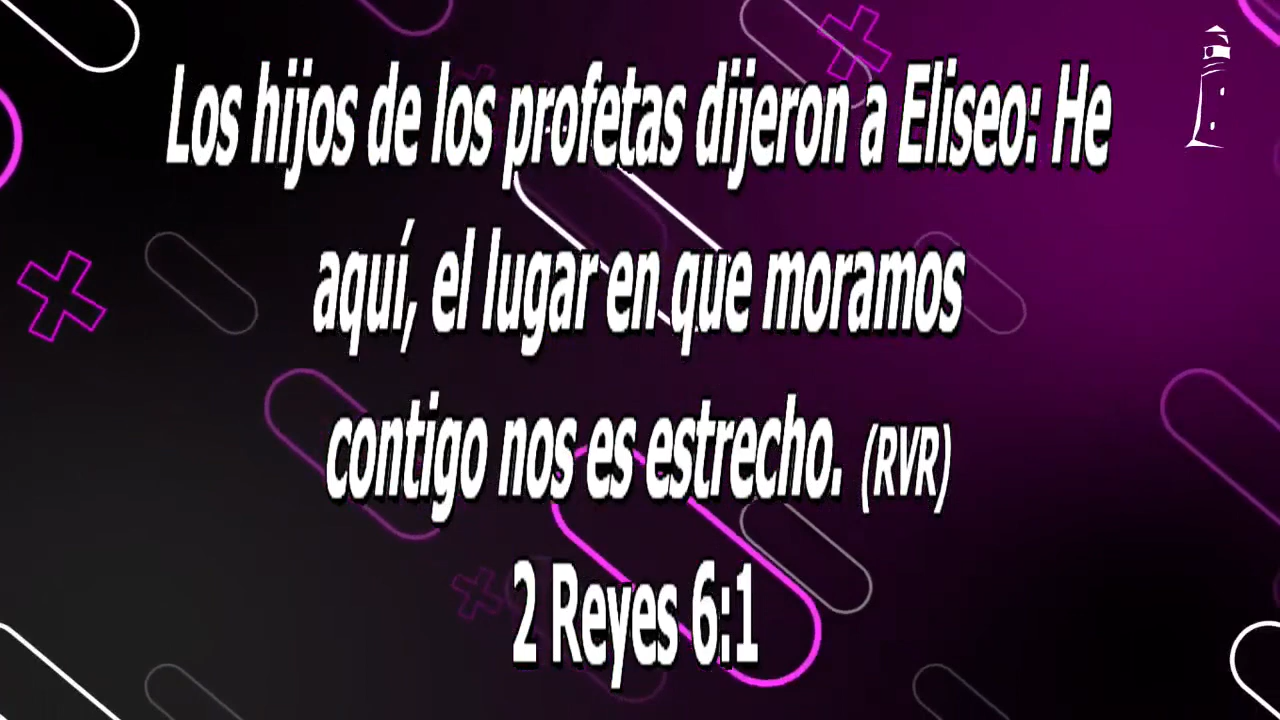 Los hijos de los profetas dijeron a Eliseo: He
aquí, el lugar en que moramos
contigo nos es estrecho. (RVR)
2 Reyes 6:1